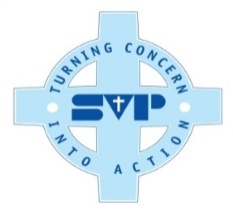 TURNING CONCERN
SVP
INTO ACTION